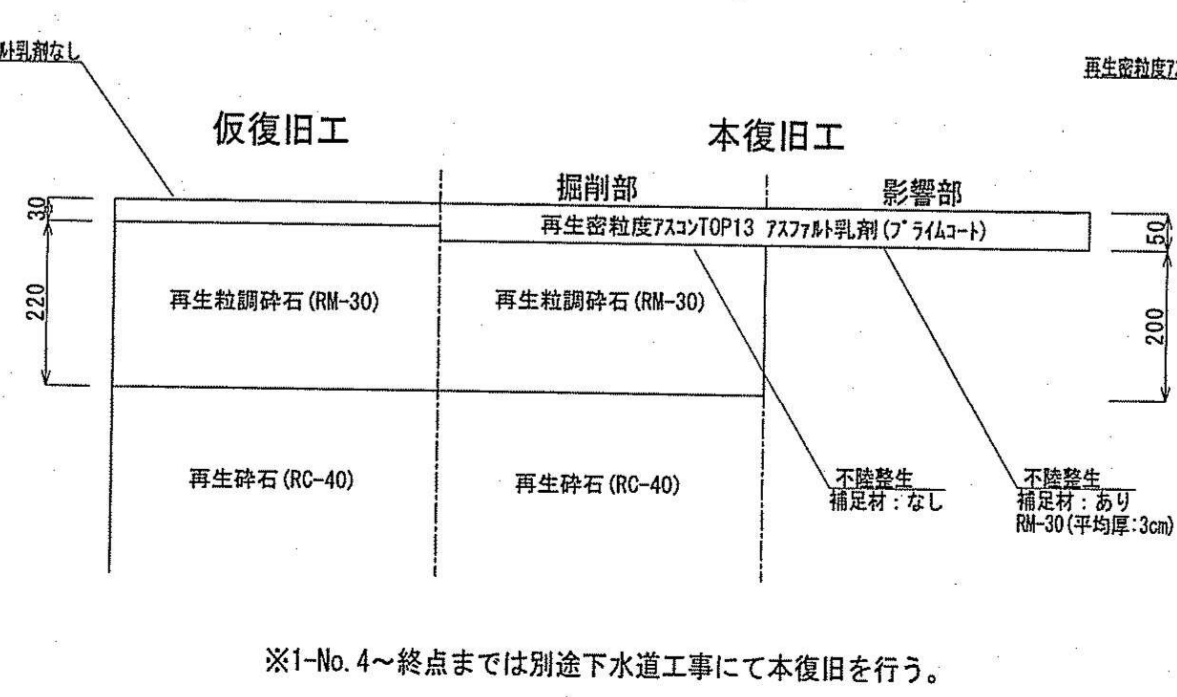 ﾙﾄ乳剤なし
再生密粒度ｱｽ
仮復旧工
本復旧工
掘削部
影響部
30
再生密粒度ｱｽｺﾝTOP13 ｱｽﾌｧﾙﾄ乳剤(ﾌﾟﾗｲﾑｺｰﾄ)
50
220
再生粒調砕石(RM-30)
再生粒調砕石(RM-30)
200
再生砕石(RC-40)
再生砕石(RC-40)
不陸整生
補足材：なし
不陸整生
補足材：あり
RM-30(平均厚:3cm)
※1-No.4～終点までは別途下水道工事にて本復旧を行う。